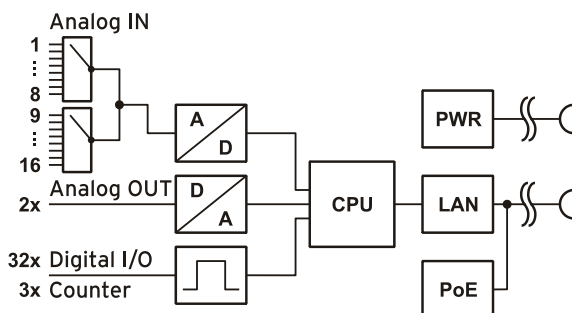 Analog IN
1
8
9
16
A
D
PWR
2x Analog OUT
D
A
CPU
LAN
32x Digital I/O
3x Counter
PoE